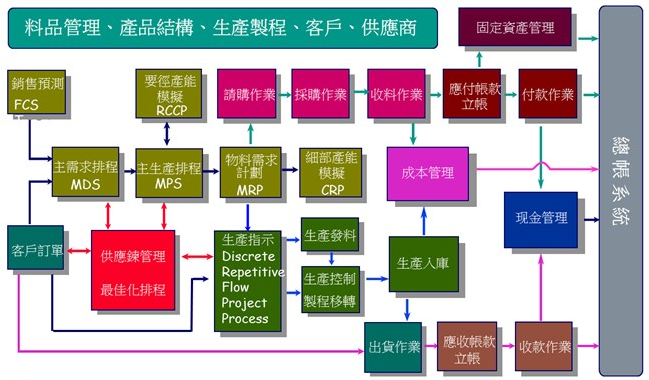 料品管理、產品結構、生產製程、客戶、供應商
固定資產管理
銷售預測
FCS
要徑產能
模擬
RCCP
請購作業
採購作業
收料作業
應付帳款
立帳
付款作業
主需求排程
MDS
主生產排程
MPS
物料需求
計劃
MRP
細部產能
模擬
CRP
成本管理
總帳系統
現金管理
客戶訂單
供應鍊管理
最佳化排程
生產指示
Discrete
Repetitive
Flow
Project
Process
生產發料
生產控制
製程移轉
生產入庫
出貨作業
應收帳款
立帳
收款作業